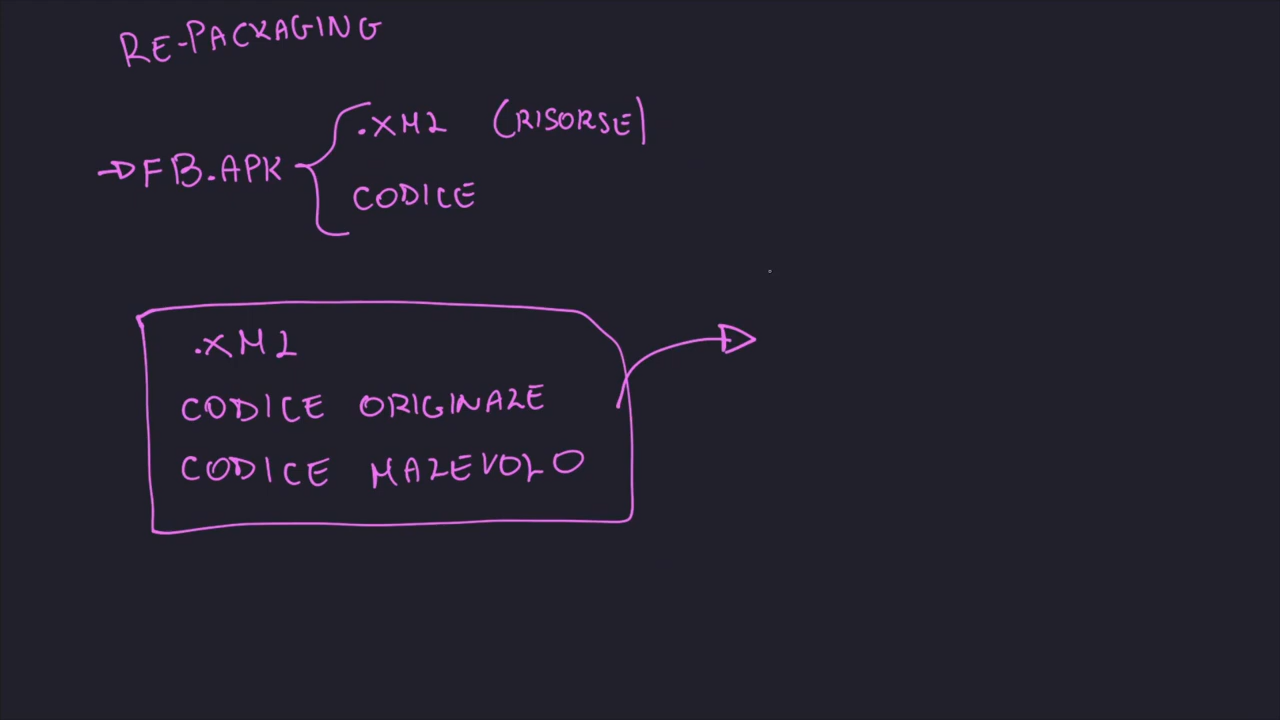 RE-PACKAGING
.XML (RISORSE)
FB.APK
CODICE
.XML
CODICE ORIGINALE
CODICE MALEVOLO